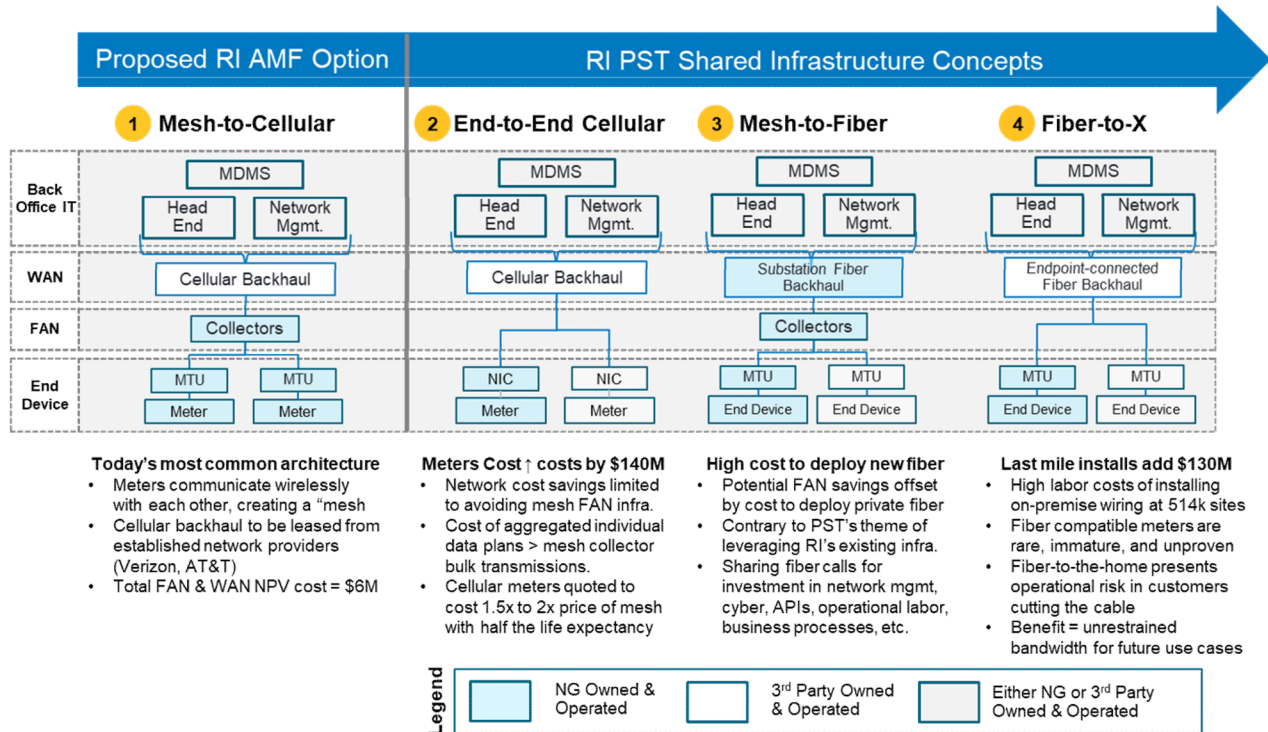 Proposed RI AMF Option
RI PST Shared Infrastructure Concepts
1 Mesh-to-Cellular
2 End-to-End Cellular
3 Mesh-to-Fiber
4 Fiber-to-X
Back
Office IT
MDMS
Head
End
Network
Mgmt.
MDMS
Head
End
Network
Mgmt.
MDMS
Head
End
Network
Mgmt.
MDMS
Head
End
Network
Mgmt.
WAN
Cellular Backhaul
Cellular Backhaul
Substation Fiber
Backhaul
Endpoint-connected
Fiber Backhaul
FAN
Collectors
Collectors
End
Device
MTU
MTU
Meter
Meter
NIC
NIC
Meter
Meter
MTU
MTU
End Device
End Device
MTU
MTU
End Device
End Device
Today's most common architecture
• Meters communicate wirelessly
with each other, creating a “mesh
• Cellular backhaul to be leased from
established network providers
(Verizon, AT&T)
• Total FAN & WAN NPV cost = $6M
Meters Cost ↑ costs by $140M
• Network cost savings limited
to avoiding mesh FAN infra.
• Cost of aggregated individual
data plans > mesh collector
bulk transmissions.
• Cellular meters quoted to
cost 1.5x to 2x price of mesh
with half the life expectancy
High cost to deploy new fiber
• Potential FAN savings offset
by cost to deploy private fiber
• Contrary to PST's theme of
leveraging RI's existing infra.
• Sharing fiber calls for
investment in network mgmt,
cyber, APIs, operational labor,
business processes, etc.
Last mile installs add $130M
• High labor costs of installing
on-premise wiring at 514k sites
• Fiber compatible meters are
rare, immature, and unproven
• Fiber-to-the-home presents
operational risk in customers
cutting the cable
• Benefit = unrestrained
bandwidth for future use cases
Legend
NG Owned &
Operated
3rd Party Owned
& Operated
Either NG or 3rd Party
Owned & Operated